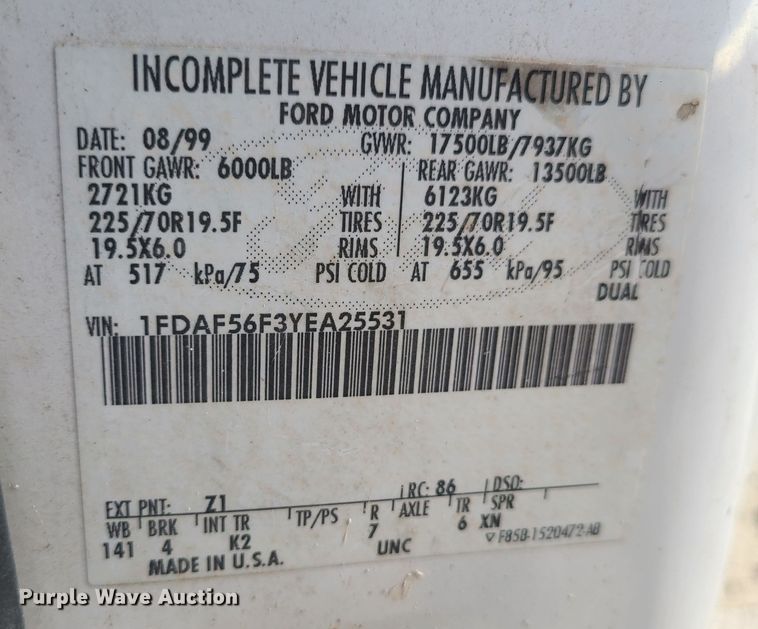 INCOMPLETE VEHICLE MANUFACTURED BY
FORD MOTOR COMPANY
DATE: 08/99 GVWR: 17500LB/7937KG
FRONT GAWR: 6000LB REAR GAWR: 13500LB
2721KG WITH 6123KG WITH
225/70R19.5F TIRES 225/70R19.5F TIRES
19.5X6.0 RIMS 19.5X6.0 RIMS
AT 517 kPa/75 PSI COLD AT 655 kPa/95 PSI COLD
DUAL
VIN: 1FDAF56F3YEA25531
EXT PNT: Z1 RC: 86 DSO:
WB BRK INT TR TP/PS R AXLE TR SPR
141 4 K2 7 6 XN
MADE IN U.S.A. UNC F85B-1520472-AB
Purple Wave Auction